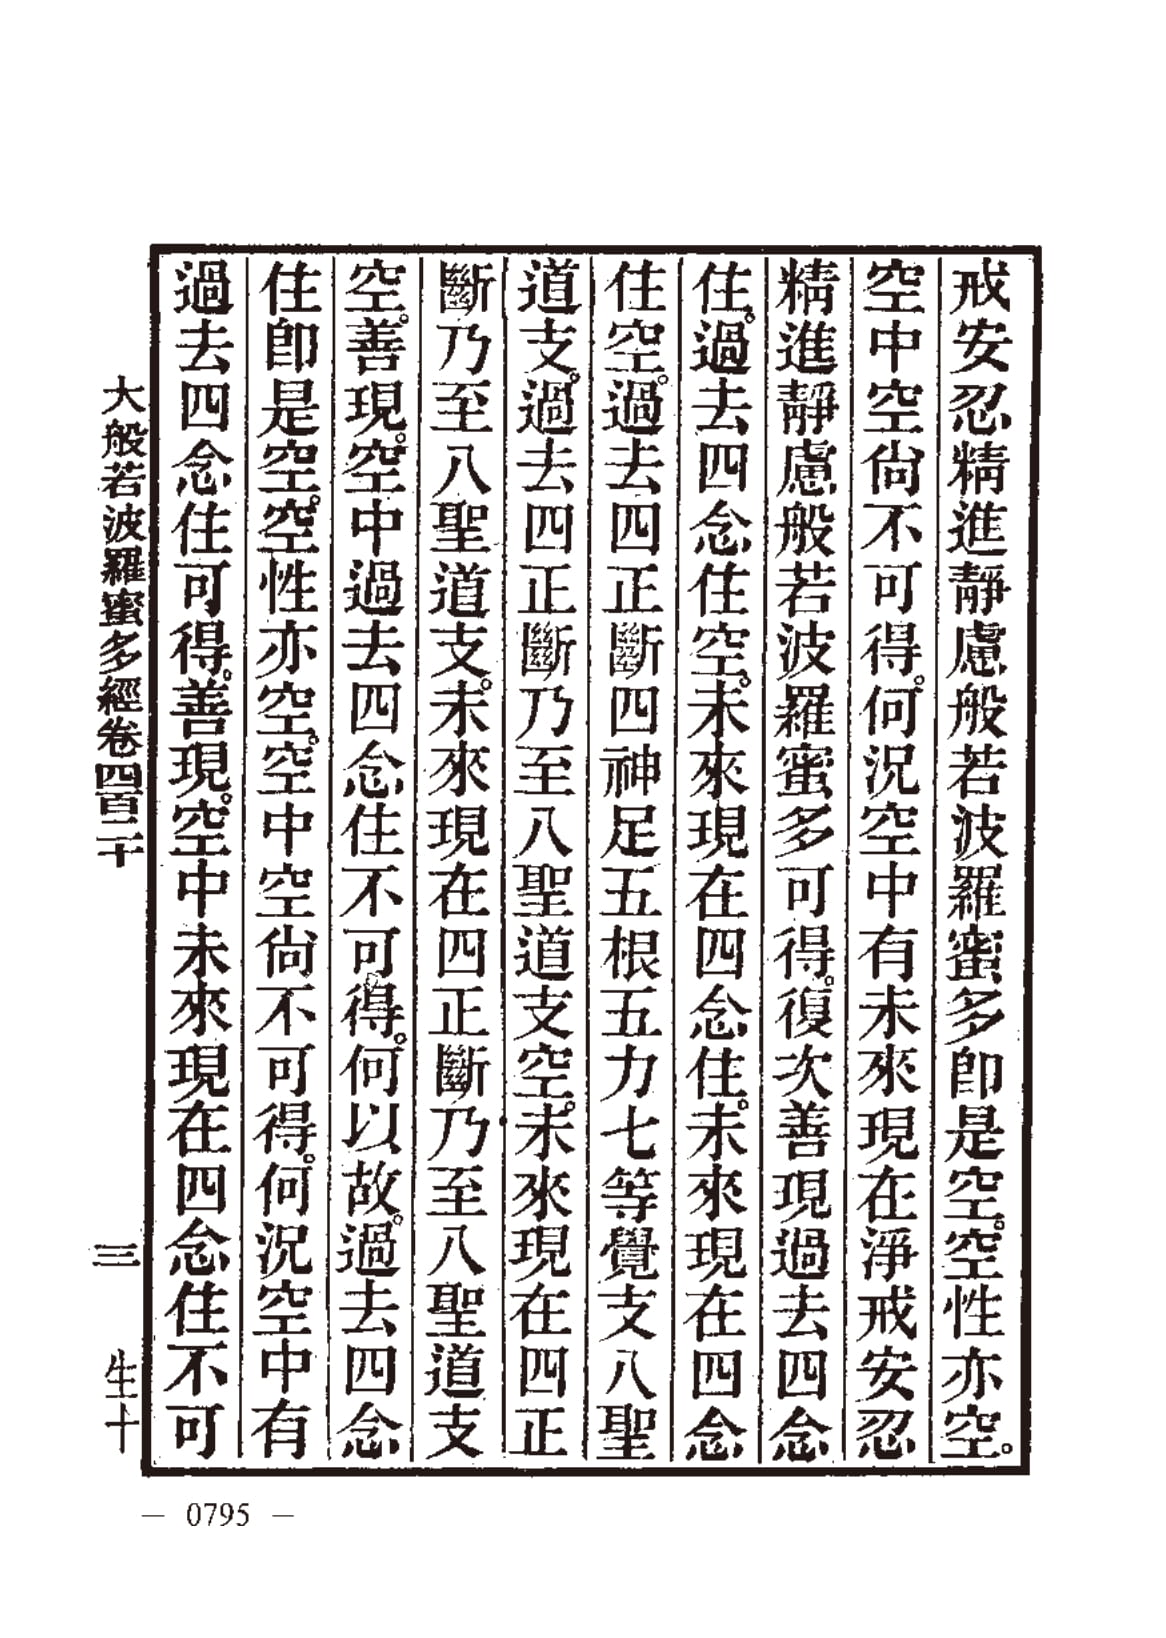 戒安忍精進靜慮般若波羅蜜多卽是空。空性亦空。
空中空尙不可得。何況空中有未來現在淨戒安忍
精進靜慮般若波羅蜜多可得。復次善現過去四念
住。過去四念住空。未來現在四念住。未來現在四念
住空。過去四正斷四神足五根五力七等覺支八聖
道支。過去四正斷乃至八聖道支空。未來現在四正
斷乃至八聖道支。未來現在四正斷乃至八聖道支
空。善現。空中過去四念住不可得。何以故。過去四念
住卽是空。空性亦空。空中空尙不可得。何況空中有
過去四念住可得。善現。空中未來現在四念住不可
大般若波羅蜜多經卷四百二十 三 生十
— 0795 —